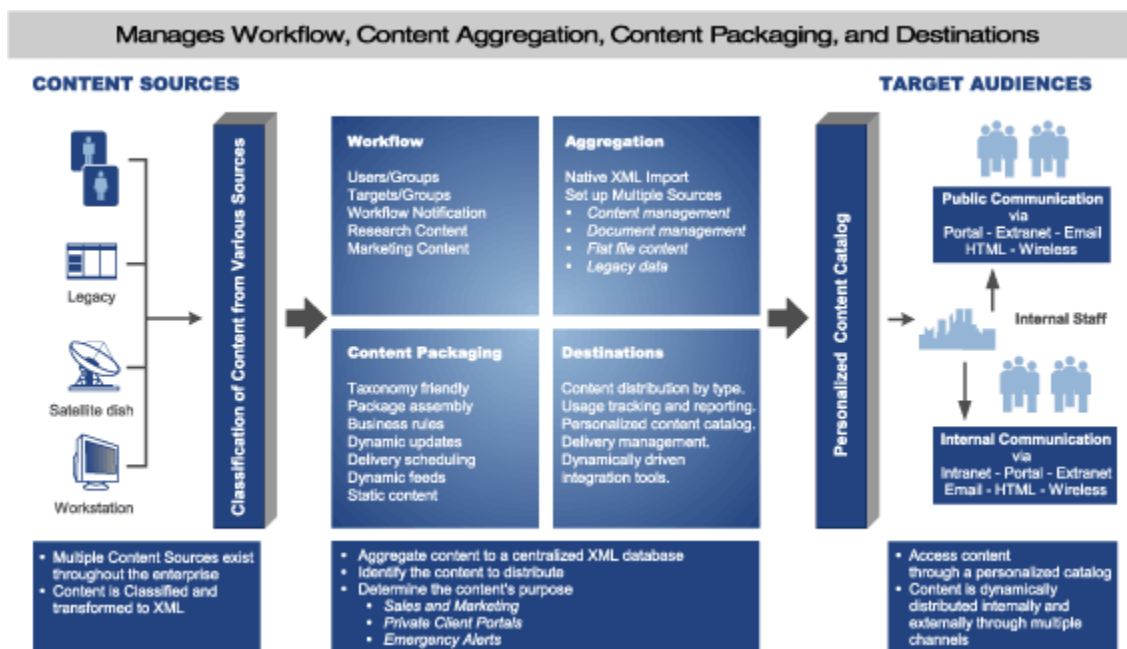 Manages Workflow, Content Aggregation, Content Packaging, and Destinations
CONTENT SOURCES
Legacy
Satellite dish
Workstation
Classification of Content from Various Sources
Workflow
Users/Groups
Targets/Groups
Workflow Notification
Research Content
Marketing Content
Aggregation
Native XML Import
Set up Multiple Sources
• Content management
• Document management
• Flat file content
• Legacy data
Content Packaging
Taxonomy friendly
Package assembly
Business rules
Dynamic updates
Delivery scheduling
Dynamic feeds
Static content
Destinations
Content distribution by type.
Usage tracking and reporting.
Personalized content catalog.
Delivery management.
Dynamically driven
integration tools.
Personalized Content Catalog
TARGET AUDIENCES
Public Communication
via
Portal - Extranet - Email
HTML - Wireless
Internal Staff
Internal Communication
via
Intranet - Portal - Extranet
Email - HTML - Wireless
• Multiple Content Sources exist
throughout the enterprise
• Content is Classified and
transformed to XML
• Aggregate content to a centralized XML database
• Identify the content to distribute
• Determine the content's purpose
• Sales and Marketing
• Private Client Portals
• Emergency Alerts
• Access content
through a personalized catalog
• Content is dynamically
distributed internally and
externally through multiple
channels